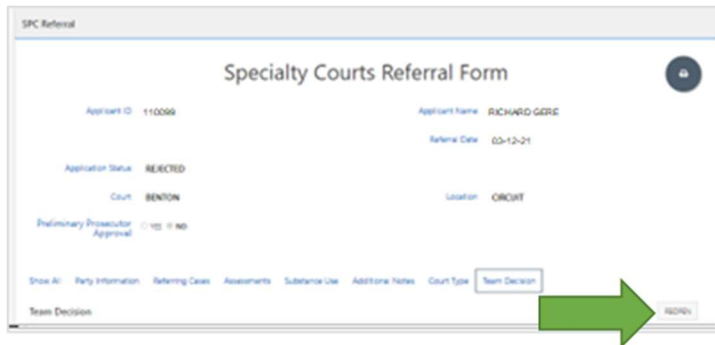 SPC Referral
Specialty Courts Referral Form
Applicant ID 110099 Applicant Name RICHARD GERE
Referral Date 03-12-21
Application Status REJECTED
Court BENTON Location CIRCUIT
Preliminary Prosecutor Approval YES NO
Show All Party Information Referring Cases Assessments Substance Use Additional Notes Court Type Team Decision
Team Decision REOPEN